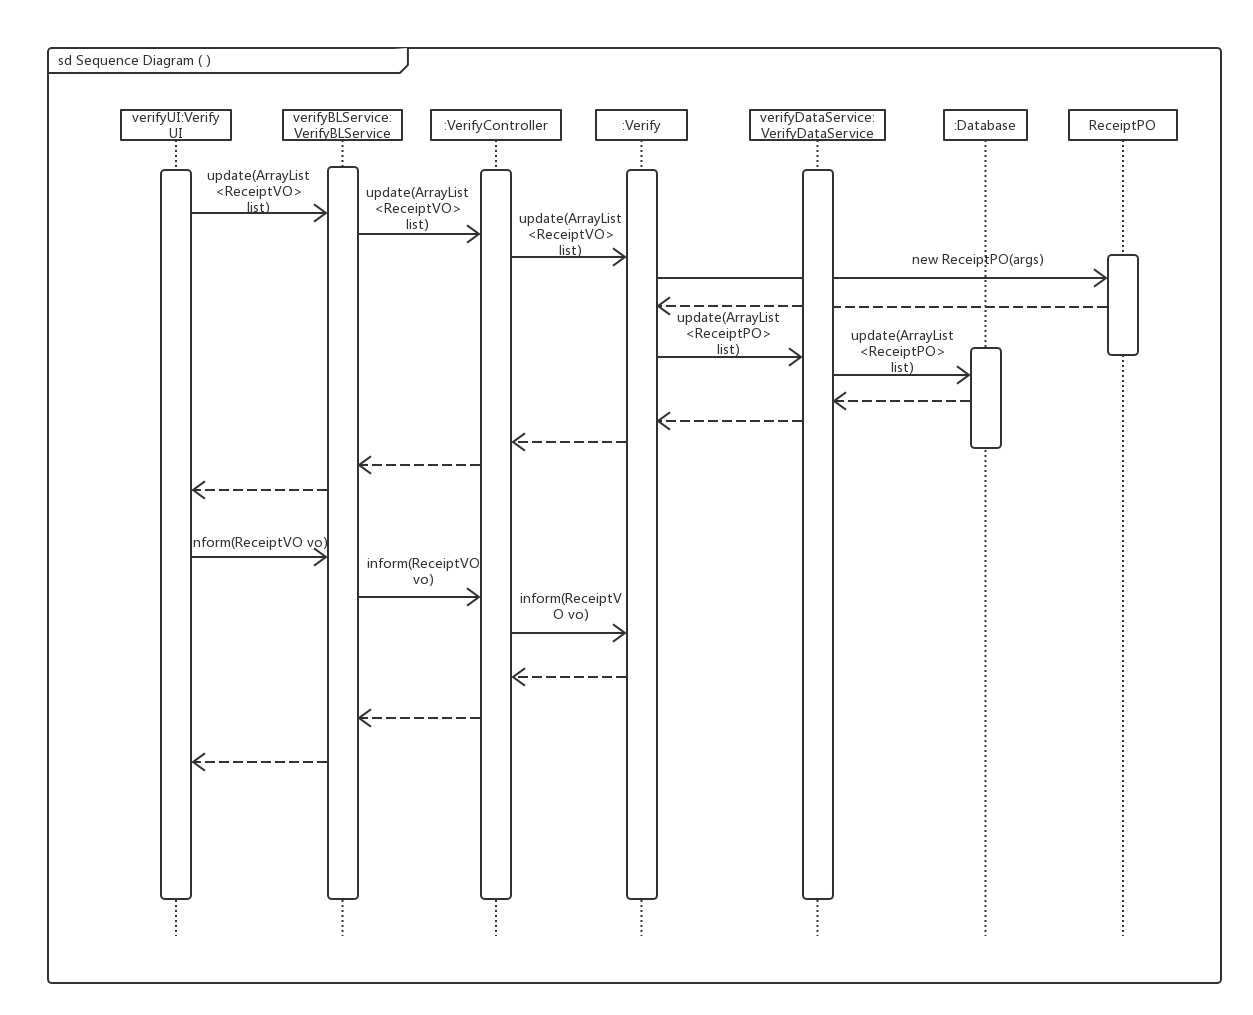 sd Sequence Diagram ( )
verifyUI:Verify
UI
verifyBLService:
VerifyBLService
:VerifyController
:Verify
verifyDataService:
VerifyDataService
:Database
ReceiptPO
update(ArrayList
<ReceiptVO>
list)
update(ArrayList
<ReceiptVO>
list)
update(ArrayList
<ReceiptVO>
list)
new ReceiptPO(args)
update(ArrayList
<ReceiptPO>
list)
update(ArrayList
<ReceiptPO>
list)
inform(ReceiptVO vo)
inform(ReceiptVO
vo)
inform(ReceiptV
O vo)